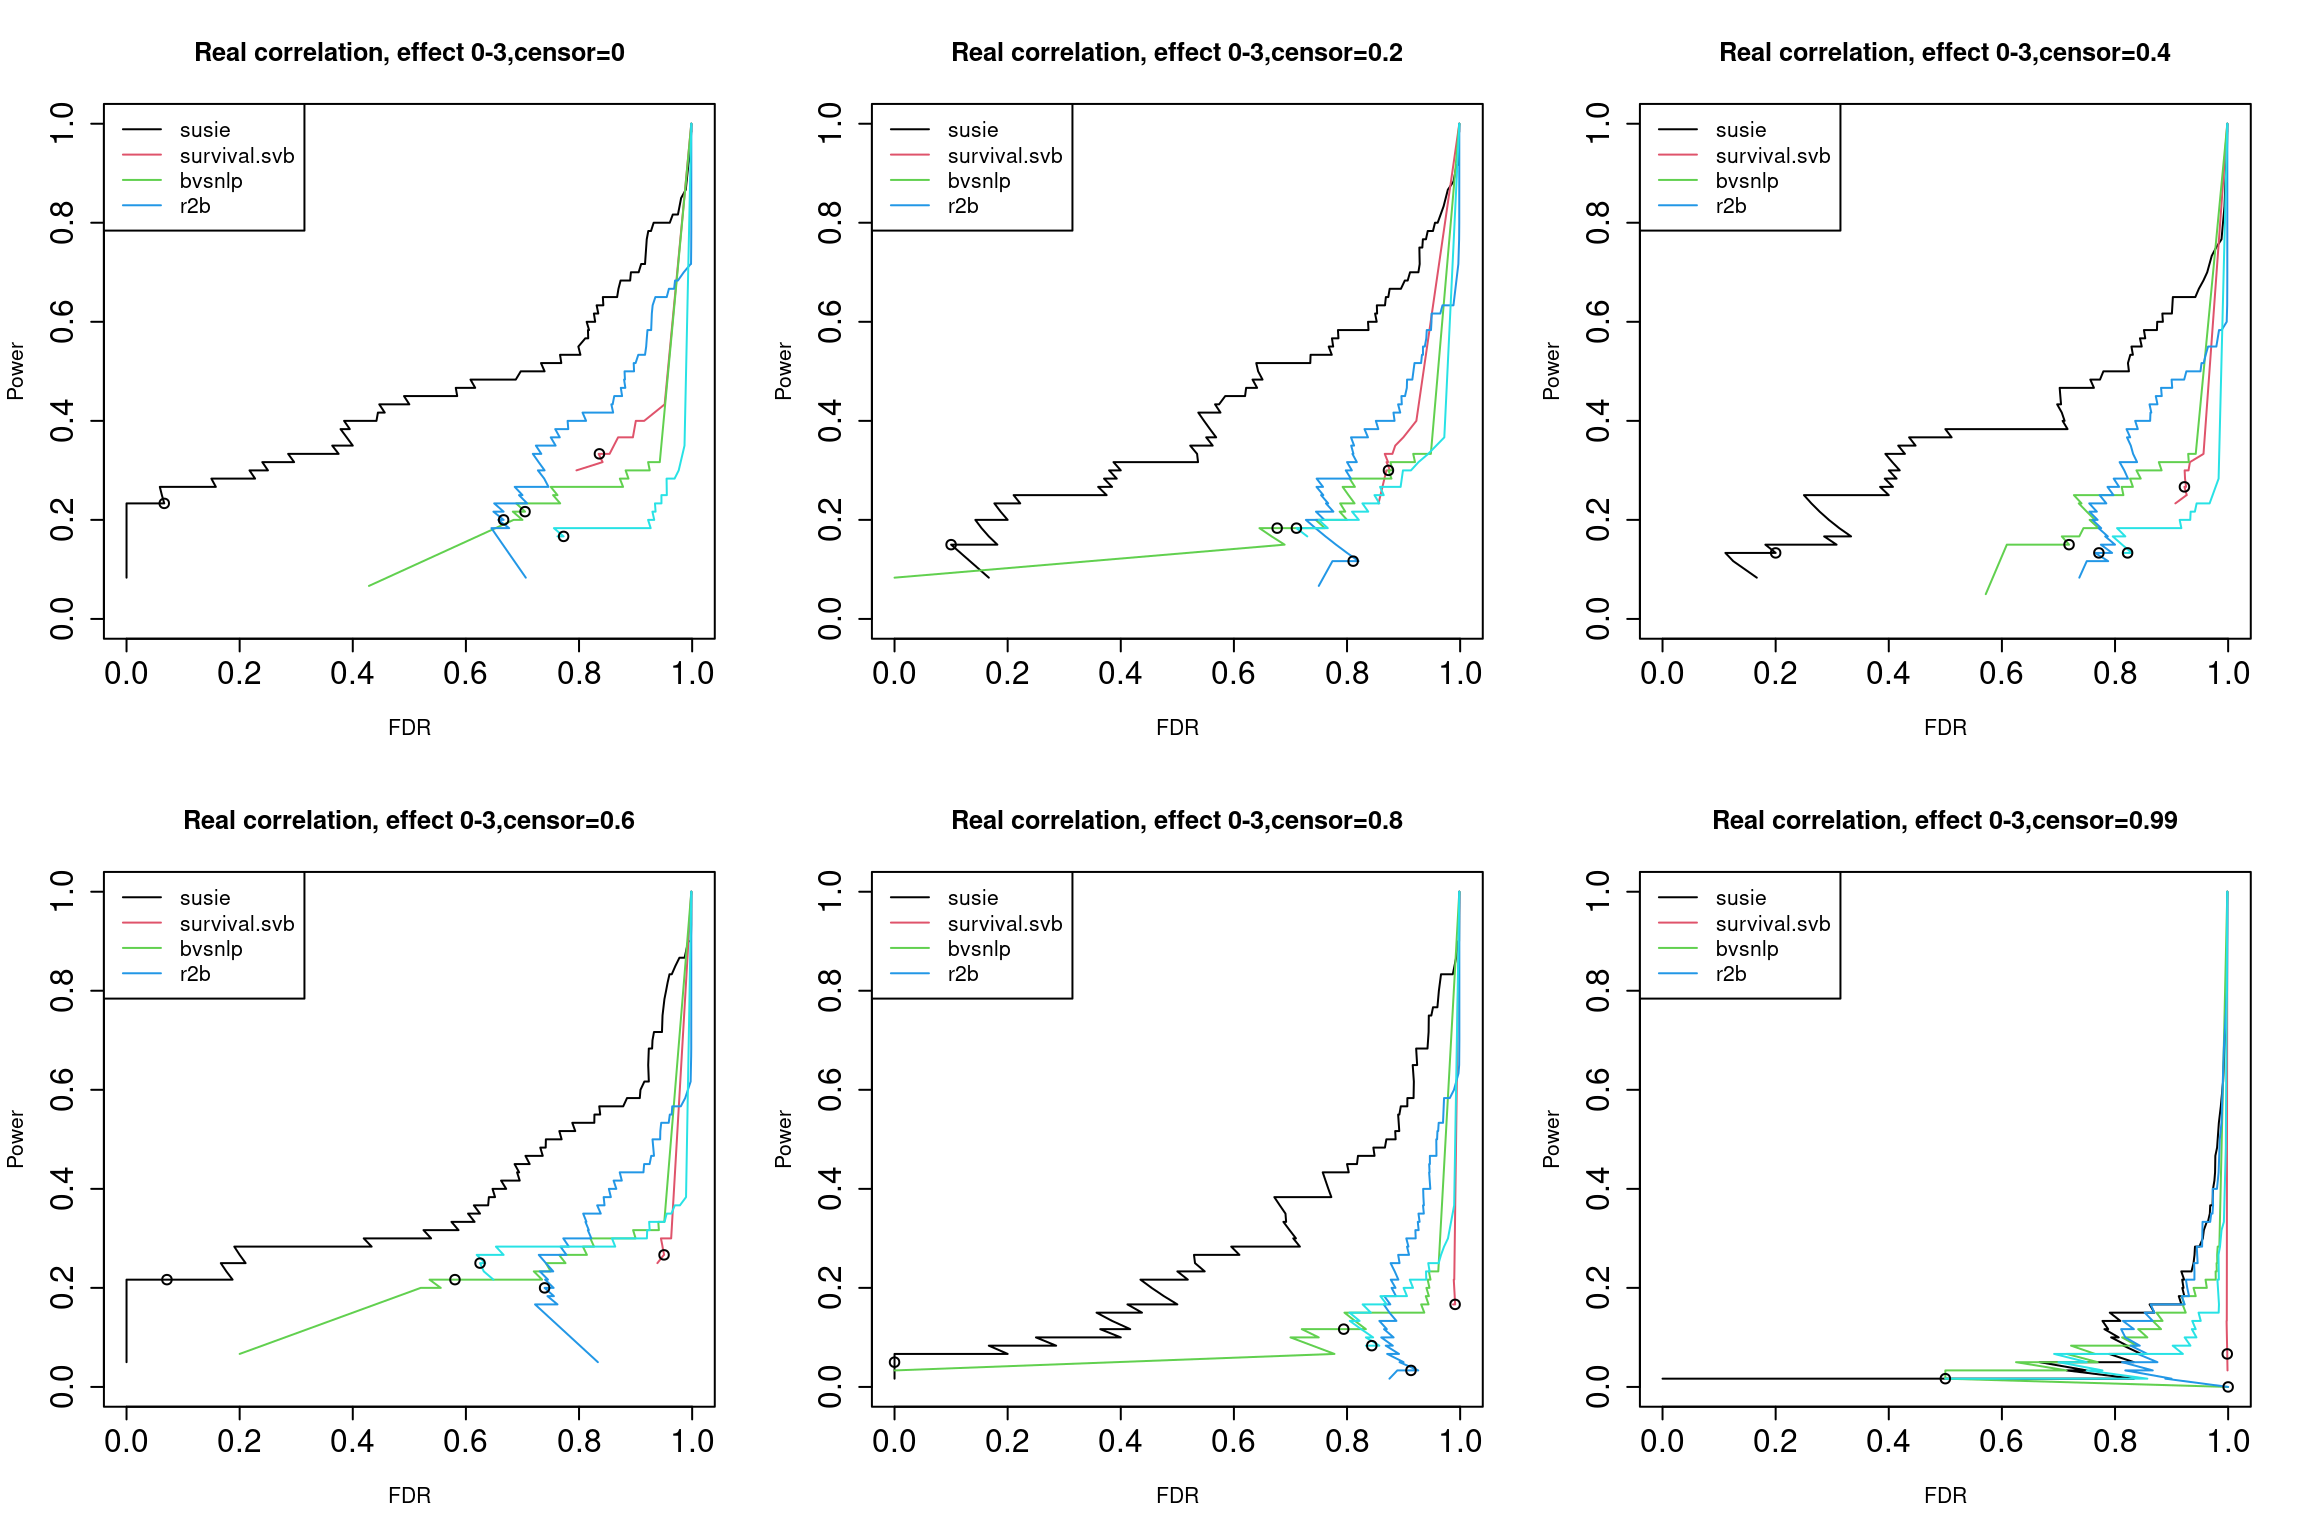 Real correlation, effect 0-3,censor=0
susie
survival.svb
bvsnlp
r2b
Power
0.0 0.2 0.4 0.6 0.8 1.0
0.0 0.2 0.4 0.6 0.8 1.0
FDR
Real correlation, effect 0-3,censor=0.2
susie
survival.svb
bvsnlp
r2b
Power
0.0 0.2 0.4 0.6 0.8 1.0
0.0 0.2 0.4 0.6 0.8 1.0
FDR
Real correlation, effect 0-3,censor=0.4
susie
survival.svb
bvsnlp
r2b
Power
0.0 0.2 0.4 0.6 0.8 1.0
0.0 0.2 0.4 0.6 0.8 1.0
FDR
Real correlation, effect 0-3,censor=0.6
susie
survival.svb
bvsnlp
r2b
Power
0.0 0.2 0.4 0.6 0.8 1.0
0.0 0.2 0.4 0.6 0.8 1.0
FDR
Real correlation, effect 0-3,censor=0.8
susie
survival.svb
bvsnlp
r2b
Power
0.0 0.2 0.4 0.6 0.8 1.0
0.0 0.2 0.4 0.6 0.8 1.0
FDR
Real correlation, effect 0-3,censor=0.99
susie
survival.svb
bvsnlp
r2b
Power
0.0 0.2 0.4 0.6 0.8 1.0
0.0 0.2 0.4 0.6 0.8 1.0
FDR